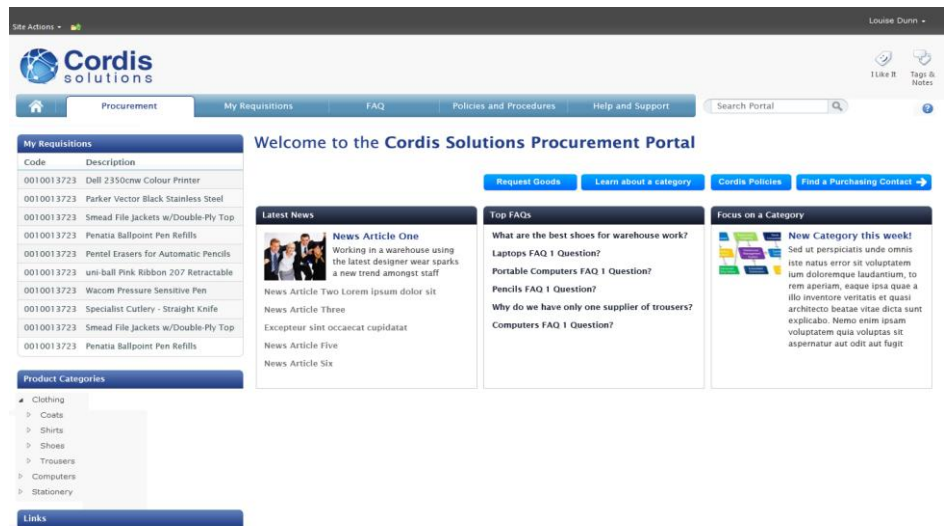 Site Actions
Louise Dunn
Cordis
solutions
I Like It
Tags &
Notes
Procurement
My Requisitions
FAQ
Policies and Procedures
Help and Support
Search Portal
My Requisitions
Code Description
0010013723 Dell 2350cnw Colour Printer
0010013723 Parker Vector Black Stainless Steel
0010013723 Smead File Jackets w/Double-Ply Top
0010013723 Penatia Ballpoint Pen Refills
0010013723 Pentel Erasers for Automatic Pencils
0010013723 uni-ball Pink Ribbon 207 Retractable
0010013723 Wacom Pressure Sensitive Pen
0010013723 Specialist Cutlery - Straight Knife
0010013723 Smead File Jackets w/Double-Ply Top
0010013723 Penatia Ballpoint Pen Refills
Product Categories
Clothing
Coats
Shirts
Shoes
Trousers
Computers
Stationery
Links
Welcome to the Cordis Solutions Procurement Portal
Request Goods
Learn about a category
Cordis Policies
Find a Purchasing Contact
Latest News
News Article One
Working in a warehouse using
the latest designer wear sparks
a new trend amongst staff
News Article Two Lorem ipsum dolor sit
News Article Three
Excepteur sint occaecat cupidatat
News Article Five
News Article Six
Top FAQs
What are the best shoes for warehouse work?
Laptops FAQ 1 Question?
Portable Computers FAQ 1 Question?
Pencils FAQ 1 Question?
Why do we have only one supplier of trousers?
Computers FAQ 1 Question?
Focus on a Category
New Category this week!
Sed ut perspiciatis unde omnis
iste natus error sit voluptatem
ium doloremque laudantium, to
rem aperiam, eaque ipsa quae a
illo inventore veritatis et quasi
architecto beatae vitae dicta sunt
explicabo. Nemo enim ipsam
voluptatem quia voluptas sit
aspernatur aut odit aut fugit